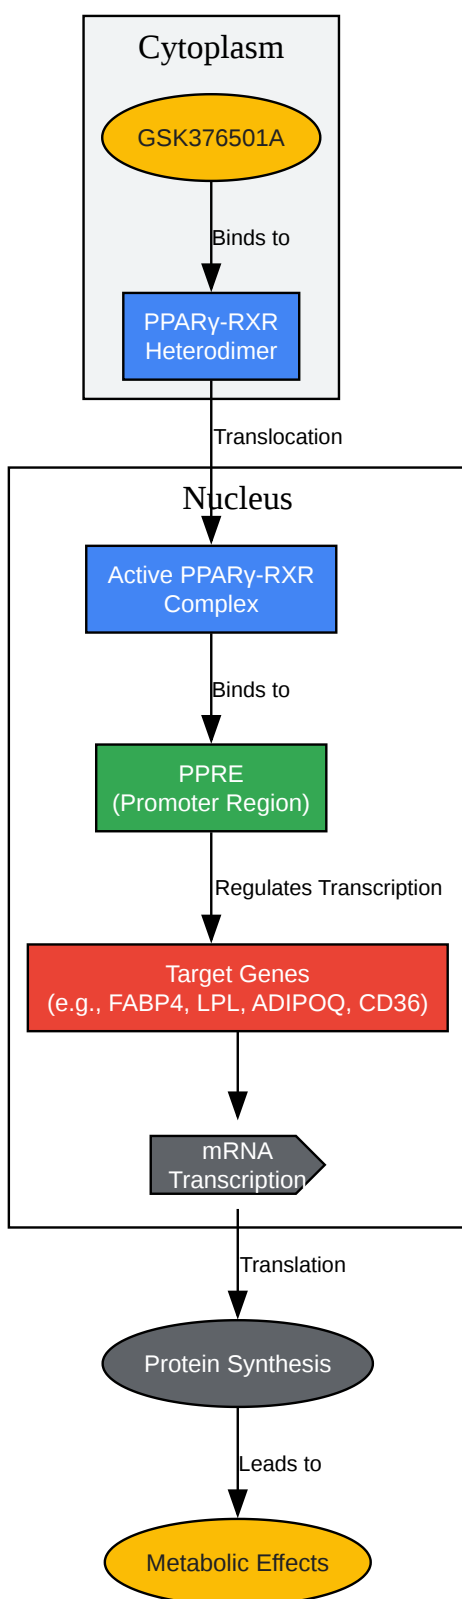 Cytoplasm
GSK376501A
Binds to
PPARγ-RXR
Heterodimer
Translocation
Nucleus
Active PPARγ-RXR
Complex
Binds to
PPRE
(Promoter Region)
Regulates Transcription
Target Genes
(e.g., FABP4, LPL, ADIPOQ, CD36)
mRNA
Transcription
Translation
Protein Synthesis
Leads to
Metabolic Effects